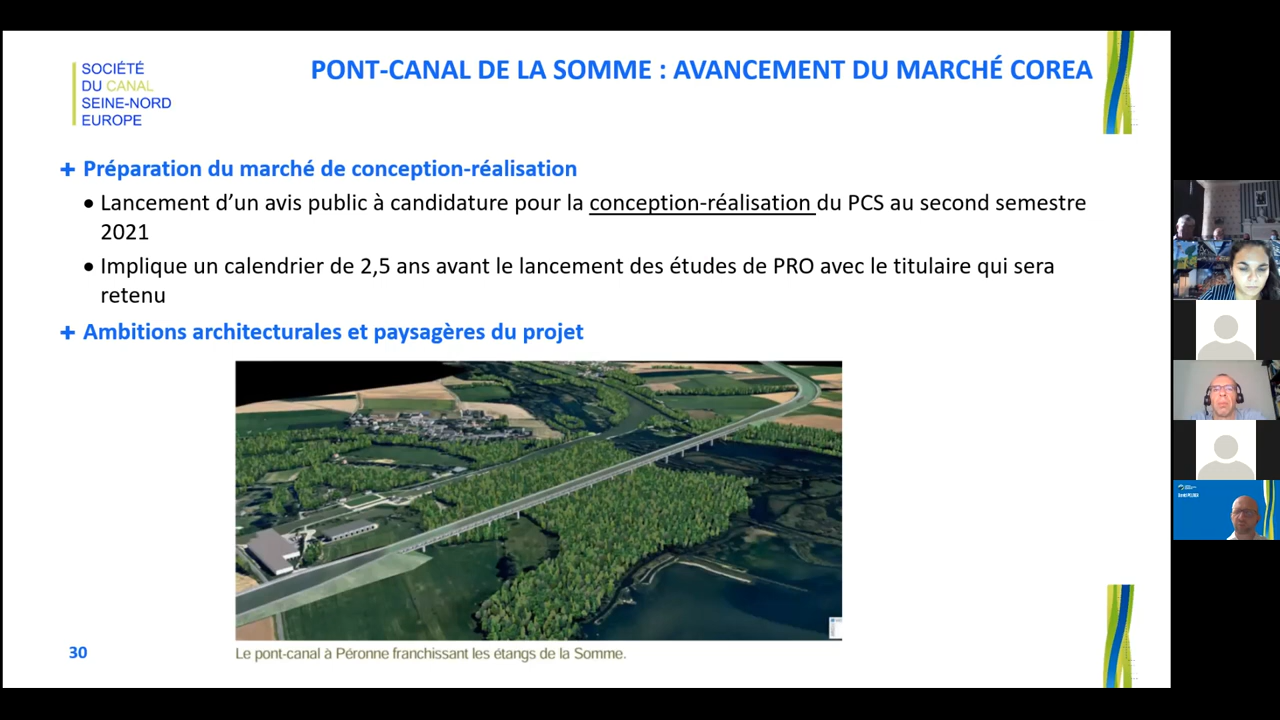 SOCIÉTÉ
DU CANAL
SEINE-NORD
EUROPE
PONT-CANAL DE LA SOMME : AVANCEMENT DU MARCHÉ COREA
+ Préparation du marché de conception-réalisation
• Lancement d’un avis public à candidature pour la conception-réalisation du PCS au second semestre
2021
• Implique un calendrier de 2,5 ans avant le lancement des études de PRO avec le titulaire qui sera
retenu
+ Ambitions architecturales et paysagères du projet
Le pont-canal à Péronne franchissant les étangs de la Somme.
30